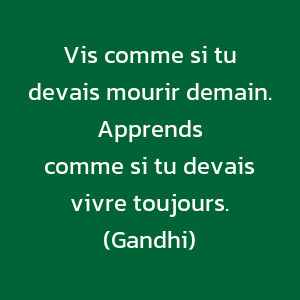 Vis comme si tu
devais mourir demain.
Apprends
comme si tu devais
vivre toujours.
(Gandhi)